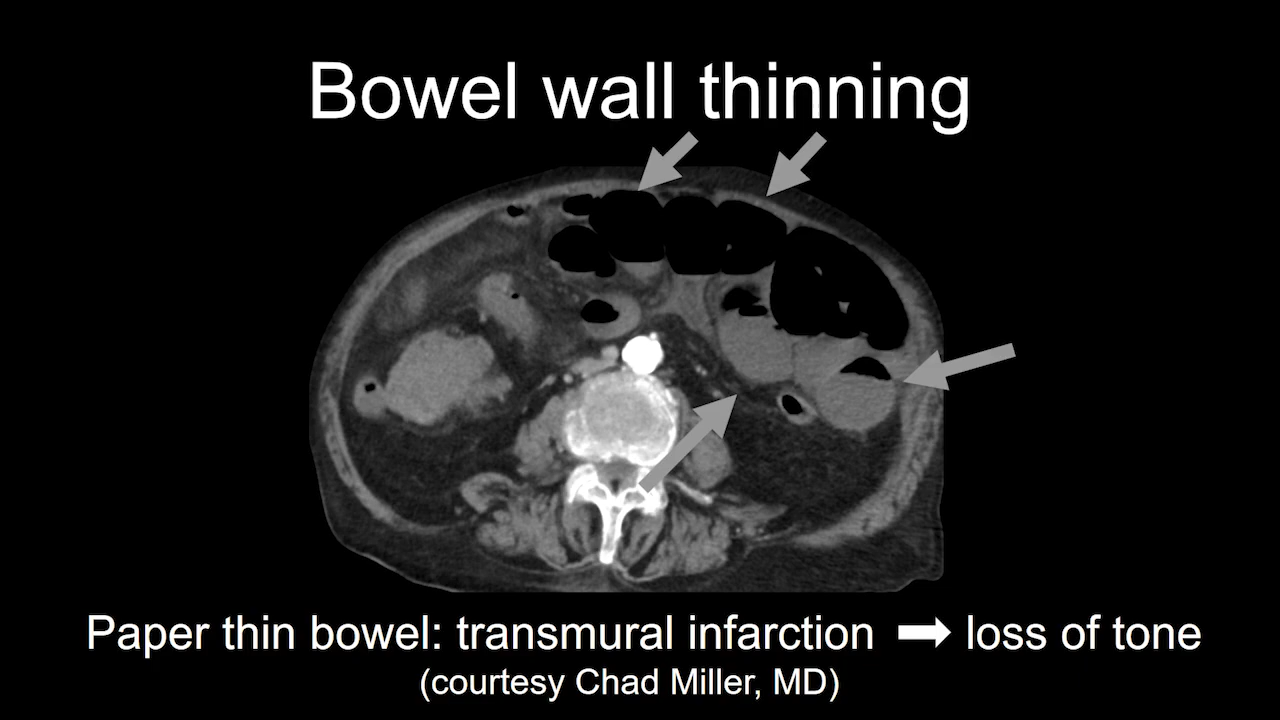 Bowel wall thinning
Paper thin bowel: transmural infarction ➡ loss of tone
(courtesy Chad Miller, MD)